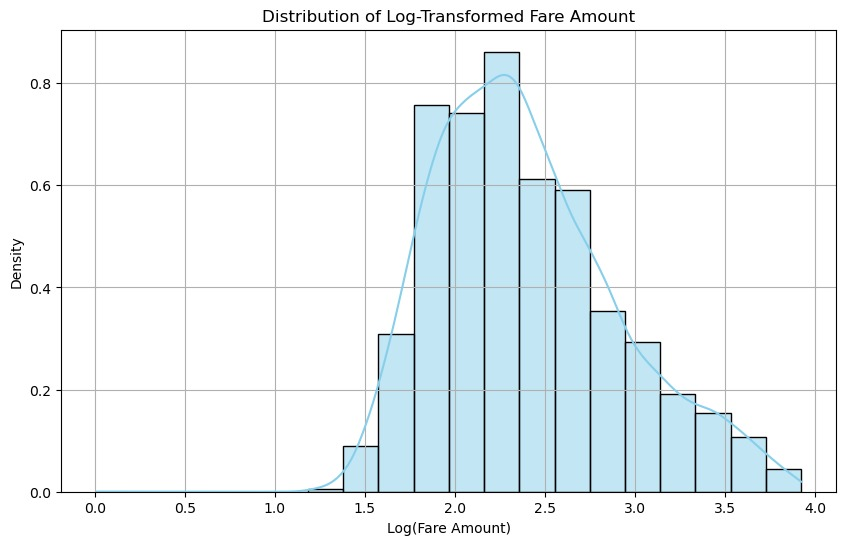 Distribution of Log-Transformed Fare Amount
0.8
0.6
0.4
0.2
0.0
Density
0.0 0.5 1.0 1.5 2.0 2.5 3.0 3.5 4.0
Log(Fare Amount)